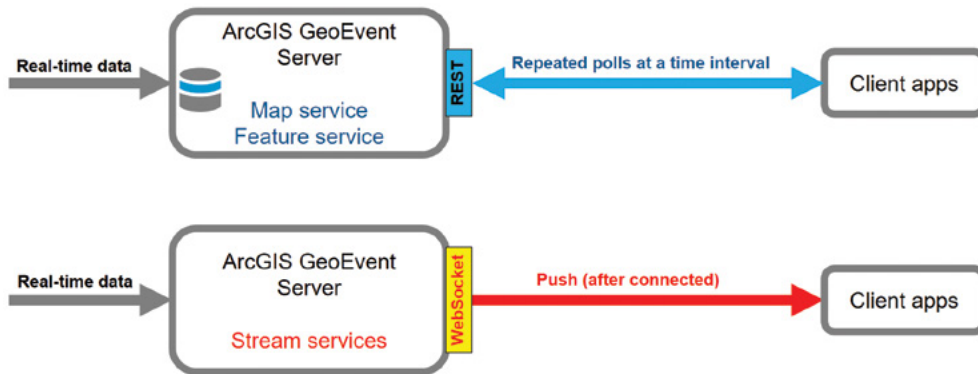 ArcGIS GeoEvent
Server
Real-time data
Map service
Feature service
REST
Repeated polls at a time interval
Client apps
ArcGIS GeoEvent
Server
Real-time data
Stream services
WebSocket
Push (after connected)
Client apps